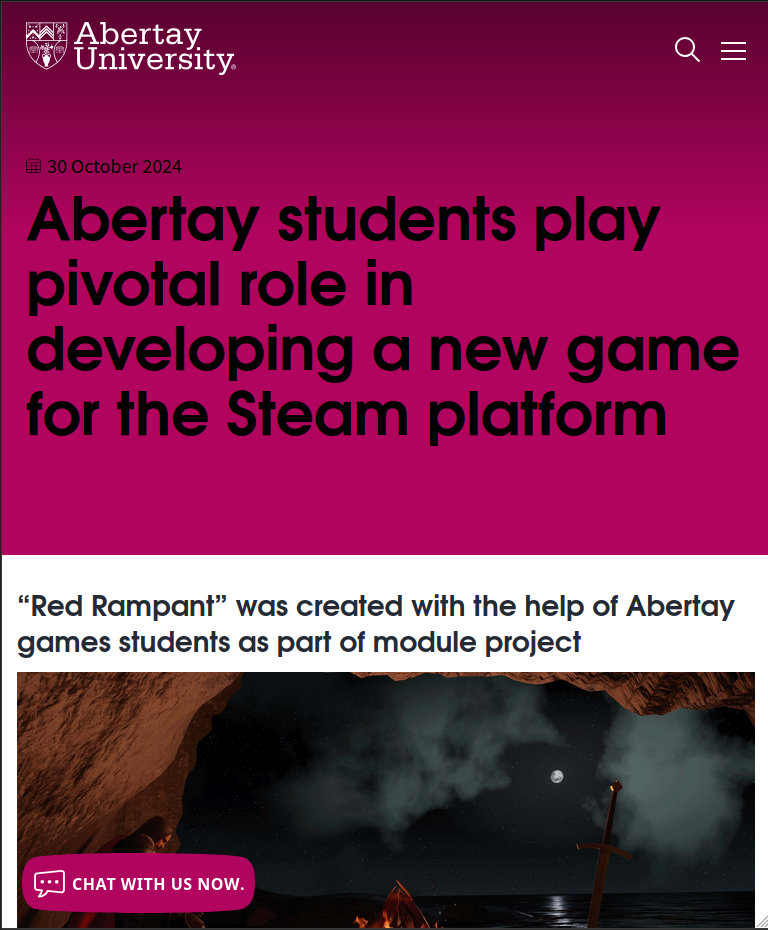 Abertay
University®
30 October 2024
Abertay students play
pivotal role in
developing a new game
for the Steam platform
“Red Rampant” was created with the help of Abertay
games students as part of module project
CHAT WITH US NOW.